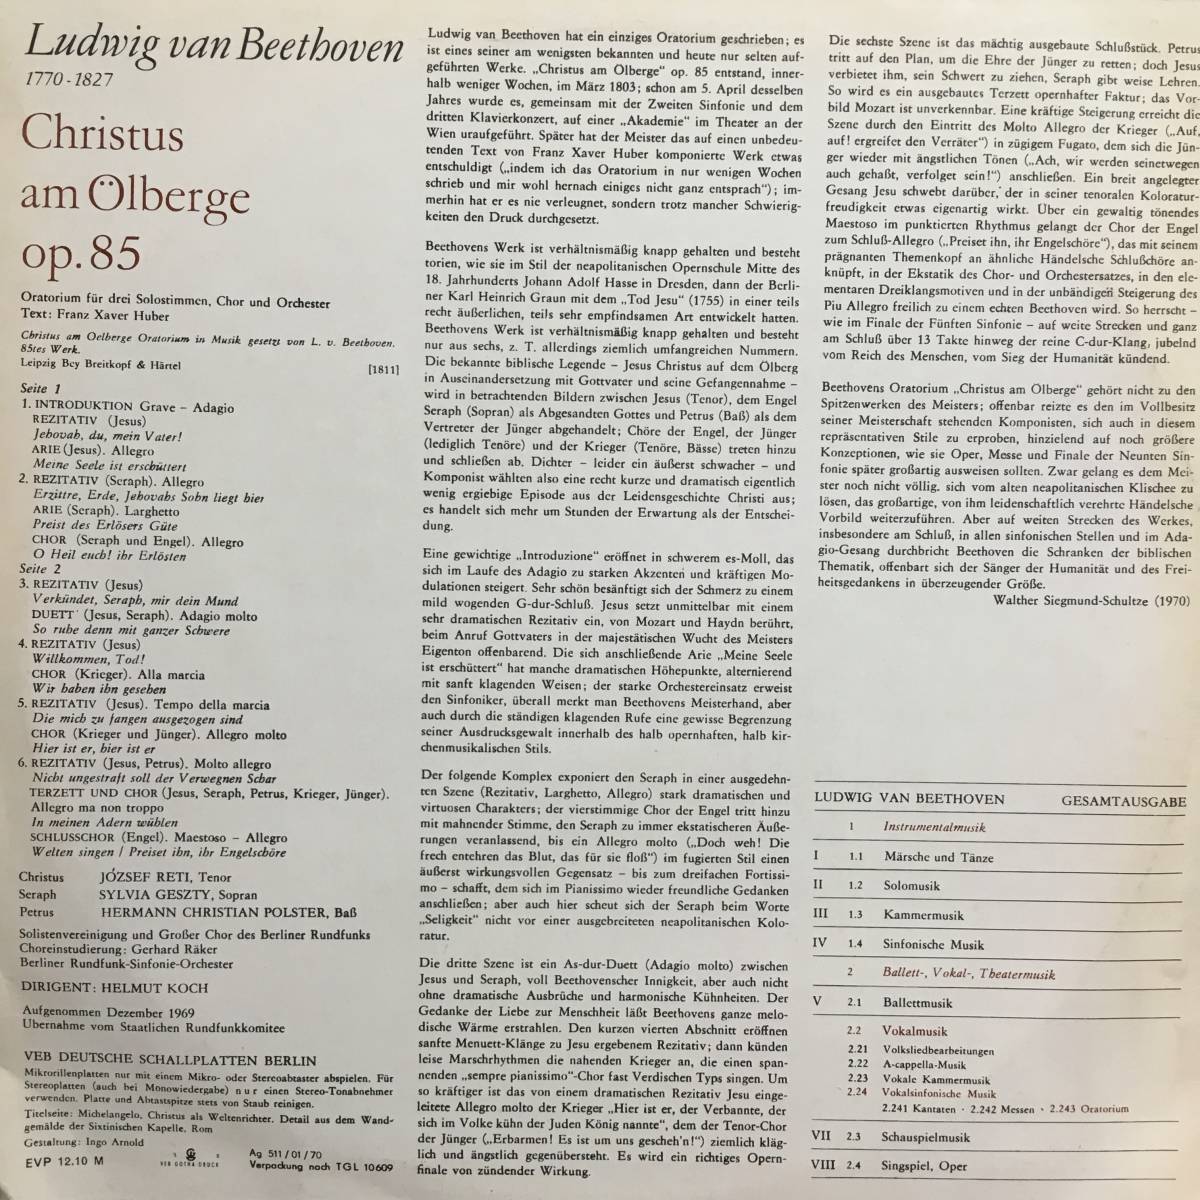 Ludwig van Beethoven
1770-1827
Christus
am Ölberge
op. 85
Oratorium für drei Solostimmen, Chor und Orchester
Text: Franz Xaver Huber
Christus am Oelberge Oratorium in Musik gesetzt von L. v. Beethoven.
85tes Werk.
Leipzig Bey Breitkopf & Härtel [1811]
Seite 1
1. INTRODUKTION Grave – Adagio
REZITATIV (Jesus)
Jehovah, du, mein Vater!
ARIE (Jesus). Allegro
Meine Seele ist erschüttert
2. REZITATIV (Seraph). Allegro
Erzittre, Erde, Jehovahs Sohn liegt hier
ARIE (Seraph). Larghetto
Preist des Erlösers Güte
CHOR (Seraph und Engel). Allegro
O Heil euch! ihr Erlösten
Seite 2
3. REZITATIV (Jesus)
Verkündet, Seraph, mir dein Mund
DUETT (Jesus, Seraph). Adagio molto
So ruhe denn mit ganzer Schwere
4. REZITATIV (Jesus)
Willkommen, Tod!
CHOR (Krieger). Alla marcia
Wir haben ihn gesehen
5. REZITATIV (Jesus). Tempo della marcia
Die mich zu fangen ausgezogen sind
CHOR (Krieger und Jünger). Allegro molto
Hier ist er, hier ist er
6. REZITATIV (Jesus, Petrus). Molto allegro
Nicht ungestraft soll der Verwegnen Schar
TERZETT UND CHOR (Jesus, Seraph, Petrus, Krieger, Jünger).
Allegro ma non troppo
In meinen Adern wühlen
SCHLUSSCHOR (Engel). Maestoso – Allegro
Welten singen / Preiset ihn, ihr Engelschöre
Christus JÓZSEF RETI, Tenor
Seraph SYLVIA GESZTY, Sopran
Petrus HERMANN CHRISTIAN POLSTER, Baß
Solistenvereinigung und Großer Chor des Berliner Rundfunks
Choreinstudierung: Gerhard Räker
Berliner Rundfunk-Sinfonie-Orchester
DIRIGENT: HELMUT KOCH
Aufgenommen Dezember 1969
Übernahme vom Staatlichen Rundfunkkomitee
VEB DEUTSCHE SCHALLPLATTEN BERLIN
Mikrorillenplatten nur mit einem Mikro- oder Stereoabtaster abspielen. Für
Stereoplatten (auch bei Monowiedergabe) nur einen Stereo-Tonabnehmer
verwenden. Platte und Abtastspitze stets von Staub reinigen.
Titelseite: Michelangelo, Christus als Weltenrichter. Detail aus dem Wand-
gemälde der Sixtinischen Kapelle, Rom
Gestaltung: Ingo Arnold
EVP 12.10 M
VEB GOTHA DRUCK
Ag 511/01/70
Verpackung nach TGL 10609
Ludwig van Beethoven hat ein einziges Oratorium geschrieben; es
ist eines seiner am wenigsten bekannten und heute nur selten auf-
geführten Werke. „Christus am Ölberge“ op. 85 entstand, inner-
halb weniger Wochen, im März 1803; schon am 5. April desselben
Jahres wurde es, gemeinsam mit der Zweiten Sinfonie und dem
dritten Klavierkonzert, auf einer „Akademie“ im Theater an der
Wien uraufgeführt. Später hat der Meister das auf einen unbedeu-
tenden Text von Franz Xaver Huber komponierte Werk etwas
entschuldigt („indem ich das Oratorium in nur wenigen Wochen
schrieb und mir wohl hernach einiges nicht ganz entsprach“); im-
merhin hat er es nie verleugnet, sondern trotz mancher Schwierig-
keiten den Druck durchgesetzt.
Beethovens Werk ist verhältnismäßig knapp gehalten und besteht
torien, wie sie im Stil der neapolitanischen Opernschule Mitte des
18. Jahrhunderts Johann Adolf Hasse in Dresden, dann der Berli-
ner Karl Heinrich Graun mit dem „Tod Jesu“ (1755) in einer teils
recht äußerlichen, teils sehr empfindsamen Art entwickelt hatten.
Beethovens Werk ist verhältnismäßig knapp gehalten und besteht
nur aus sechs, z. T. allerdings ziemlich umfangreichen Nummern.
Die bekannte biblische Legende – Jesus Christus auf dem Ölberg
in Auseinandersetzung mit Gottvater und seine Gefangennahme –
wird in betrachtenden Bildern zwischen Jesus (Tenor), dem Engel
Seraph (Sopran) als Abgesandten Gottes und Petrus (Baß) als dem
Vertreter der Jünger abgehandelt; Chöre der Engel, der Jünger
(lediglich Tenöre) und der Krieger (Tenöre, Bässe) treten hinzu
und schließen ab. Dichter – leider ein äußerst schwacher – und
Komponist wählten also eine recht kurze und dramatisch eigentlich
wenig ergiebige Episode aus der Leidensgeschichte Christi aus;
es handelt sich mehr um Stunden der Erwartung als der Entschei-
dung.
Eine gewichtige „Introduzione“ eröffnet in schwerem es-Moll, das
sich im Laufe des Adagio zu starken Akzenten und kräftigen Mo-
dulationen steigert. Sehr schön besänftigt sich der Schmerz zu einem
mild wogenden G-dur-Schluß. Jesus setzt unmittelbar mit einem
sehr dramatischen Rezitativ ein, von Mozart und Haydn berührt,
beim Anruf Gottvaters in der majestätischen Wucht des Meisters
Eigenton offenbarend. Die sich anschließende Arie „Meine Seele
ist erschüttert“ hat manche dramatischen Höhepunkte, alternierend
mit sanft klagenden Weisen; der starke Orchestereinsatz erweist
den Sinfoniker, überall merkt man Beethovens Meisterhand, aber
auch durch die ständigen klagenden Rufe eine gewisse Begrenzung
seiner Ausdrucksgewalt innerhalb des halb opernhaften, halb kir-
chenmusikalischen Stils.
Der folgende Komplex exponiert den Seraph in einer ausgedehn-
ten Szene (Rezitativ, Larghetto, Allegro) stark dramatischen und
virtuosen Charakters; der vierstimmige Chor der Engel tritt hinzu
mit mahnender Stimme, den Seraph zu immer ekstatischeren Äuße-
rungen veranlassend, bis ein Allegro molto („Doch weh! Die
frech entehren das Blut, das für sie floß“) im fugierten Stil einen
äußerst wirkungsvollen Gegensatz – bis zum dreifachen Fortissi-
mo – schafft, dem sich im Pianissimo wieder freundliche Gedanken
anschließen; aber auch hier scheut sich der Seraph beim Worte
„Seligkeit“ nicht vor einer ausgebreiteten neapolitanischen Kolo-
ratur.
Die dritte Szene ist ein As-dur-Duett (Adagio molto) zwischen
Jesus und Seraph, voll Beethovenscher Innigkeit, aber auch nicht
ohne dramatische Ausbrüche und harmonische Kühnheiten. Der
Gedanke der Liebe zur Menschheit läßt Beethovens ganze melo-
dische Wärme erstrahlen. Den kurzen vierten Abschnitt eröffnen
sanfte Menuett-Klänge zu Jesu ergebenem Rezitativ; dann künden
leise Marschrhythmen die nahenden Krieger an, die einen span-
nenden „sempre pianissimo“-Chor fast Verdischen Typs singen. Um
so kräftiger ist das von einem dramatischen Rezitativ Jesu einge-
leitete Allegro molto der Krieger „Hier ist er, der Verbannte, der
sich im Volke kühn der Juden König nannte“, dem der Tenor-Chor
der Jünger („Erbarmen! Es ist um uns gescheh'n!“) ziemlich kläg-
lich und ängstlich gegenübersteht. Es wird ein richtiges Opern-
finale von zündender Wirkung.
Die sechste Szene ist das mächtig ausgebaute Schlußstück. Petrus
tritt auf den Plan, um die Ehre der Jünger zu retten; doch Jesus
verbietet ihm, sein Schwert zu ziehen, Seraph gibt weise Lehren.
So wird es ein ausgebautes Terzett opernhafter Faktur; das Vor-
bild Mozart ist unverkennbar. Eine kräftige Steigerung erreicht die
Szene durch den Eintritt des Molto Allegro der Krieger („Auf,
auf! ergreifet den Verräter“) in zügigem Fugato, dem sich die Jün-
ger wieder mit ängstlichen Tönen („Ach, wir werden seinetwegen
auch gehaßt, verfolget sein!“) anschließen. Ein breit angelegter
Gesang Jesu schwebt darüber, der in seiner tenoralen Koloratur-
freudigkeit etwas eigenartig wirkt. Über ein gewaltig tönendes
Maestoso im punktierten Rhythmus gelangt der Chor der Engel
zum Schluß-Allegro („Preiset ihn, ihr Engelschöre“), das mit seinem
prägnanten Themenkopf an ähnliche Händelsche Schlußchöre an-
knüpft, in der Ekstatik des Chor- und Orchestersatzes, in den ele-
mentaren Dreiklangsmotiven und in der unbändigen Steigerung des
Piu Allegro freilich zu einem echten Beethoven wird. So herrscht –
wie im Finale der Fünften Sinfonie – auf weite Strecken und ganz
am Schluß über 13 Takte hinweg der reine C-dur-Klang, jubelnd
vom Reich des Menschen, vom Sieg der Humanität kündend.
Beethovens Oratorium „Christus am Ölberge“ gehört nicht zu den
Spitzenwerken des Meisters; offenbar reizte es den im Vollbesitz
seiner Meisterschaft stehenden Komponisten, sich auch in diesem
repräsentativen Stile zu erproben, hinzielend auf noch größere
Konzeptionen, wie sie Oper, Messe und Finale der Neunten Sin-
fonie später großartig ausweisen sollten. Zwar gelang es dem Mei-
ster noch nicht völlig, sich vom alten neapolitanischen Klischee zu
lösen, das großartige, von ihm leidenschaftlich verehrte Händelsche
Vorbild weiterzuführen. Aber auf weiten Strecken des Werkes,
insbesondere am Schluß, in allen sinfonischen Stellen und im Ada-
gio-Gesang durchbricht Beethoven die Schranken der biblischen
Thematik, offenbart sich der Sänger der Humanität und des Frei-
heitsgedankens in überzeugender Größe.
Walther Siegmund-Schultze (1970)
LUDWIG VAN BEETHOVEN GESAMTAUSGABE
1 Instrumentalmusik
I 1.1 Märsche und Tänze
II 1.2 Solomusik
III 1.3 Kammermusik
IV 1.4 Sinfonische Musik
2 Ballett-, Vokal-, Theatermusik
V 2.1 Ballettmusik
2.2 Vokalmusik
2.21 Volksliedbearbeitungen
2.22 A-cappella-Musik
2.23 Vokale Kammermusik
2.24 Vokalsinfonische Musik
2.241 Kantaten · 2.242 Messen · 2.243 Oratorium
VII 2.3 Schauspielmusik
VIII 2.4 Singspiel, Oper